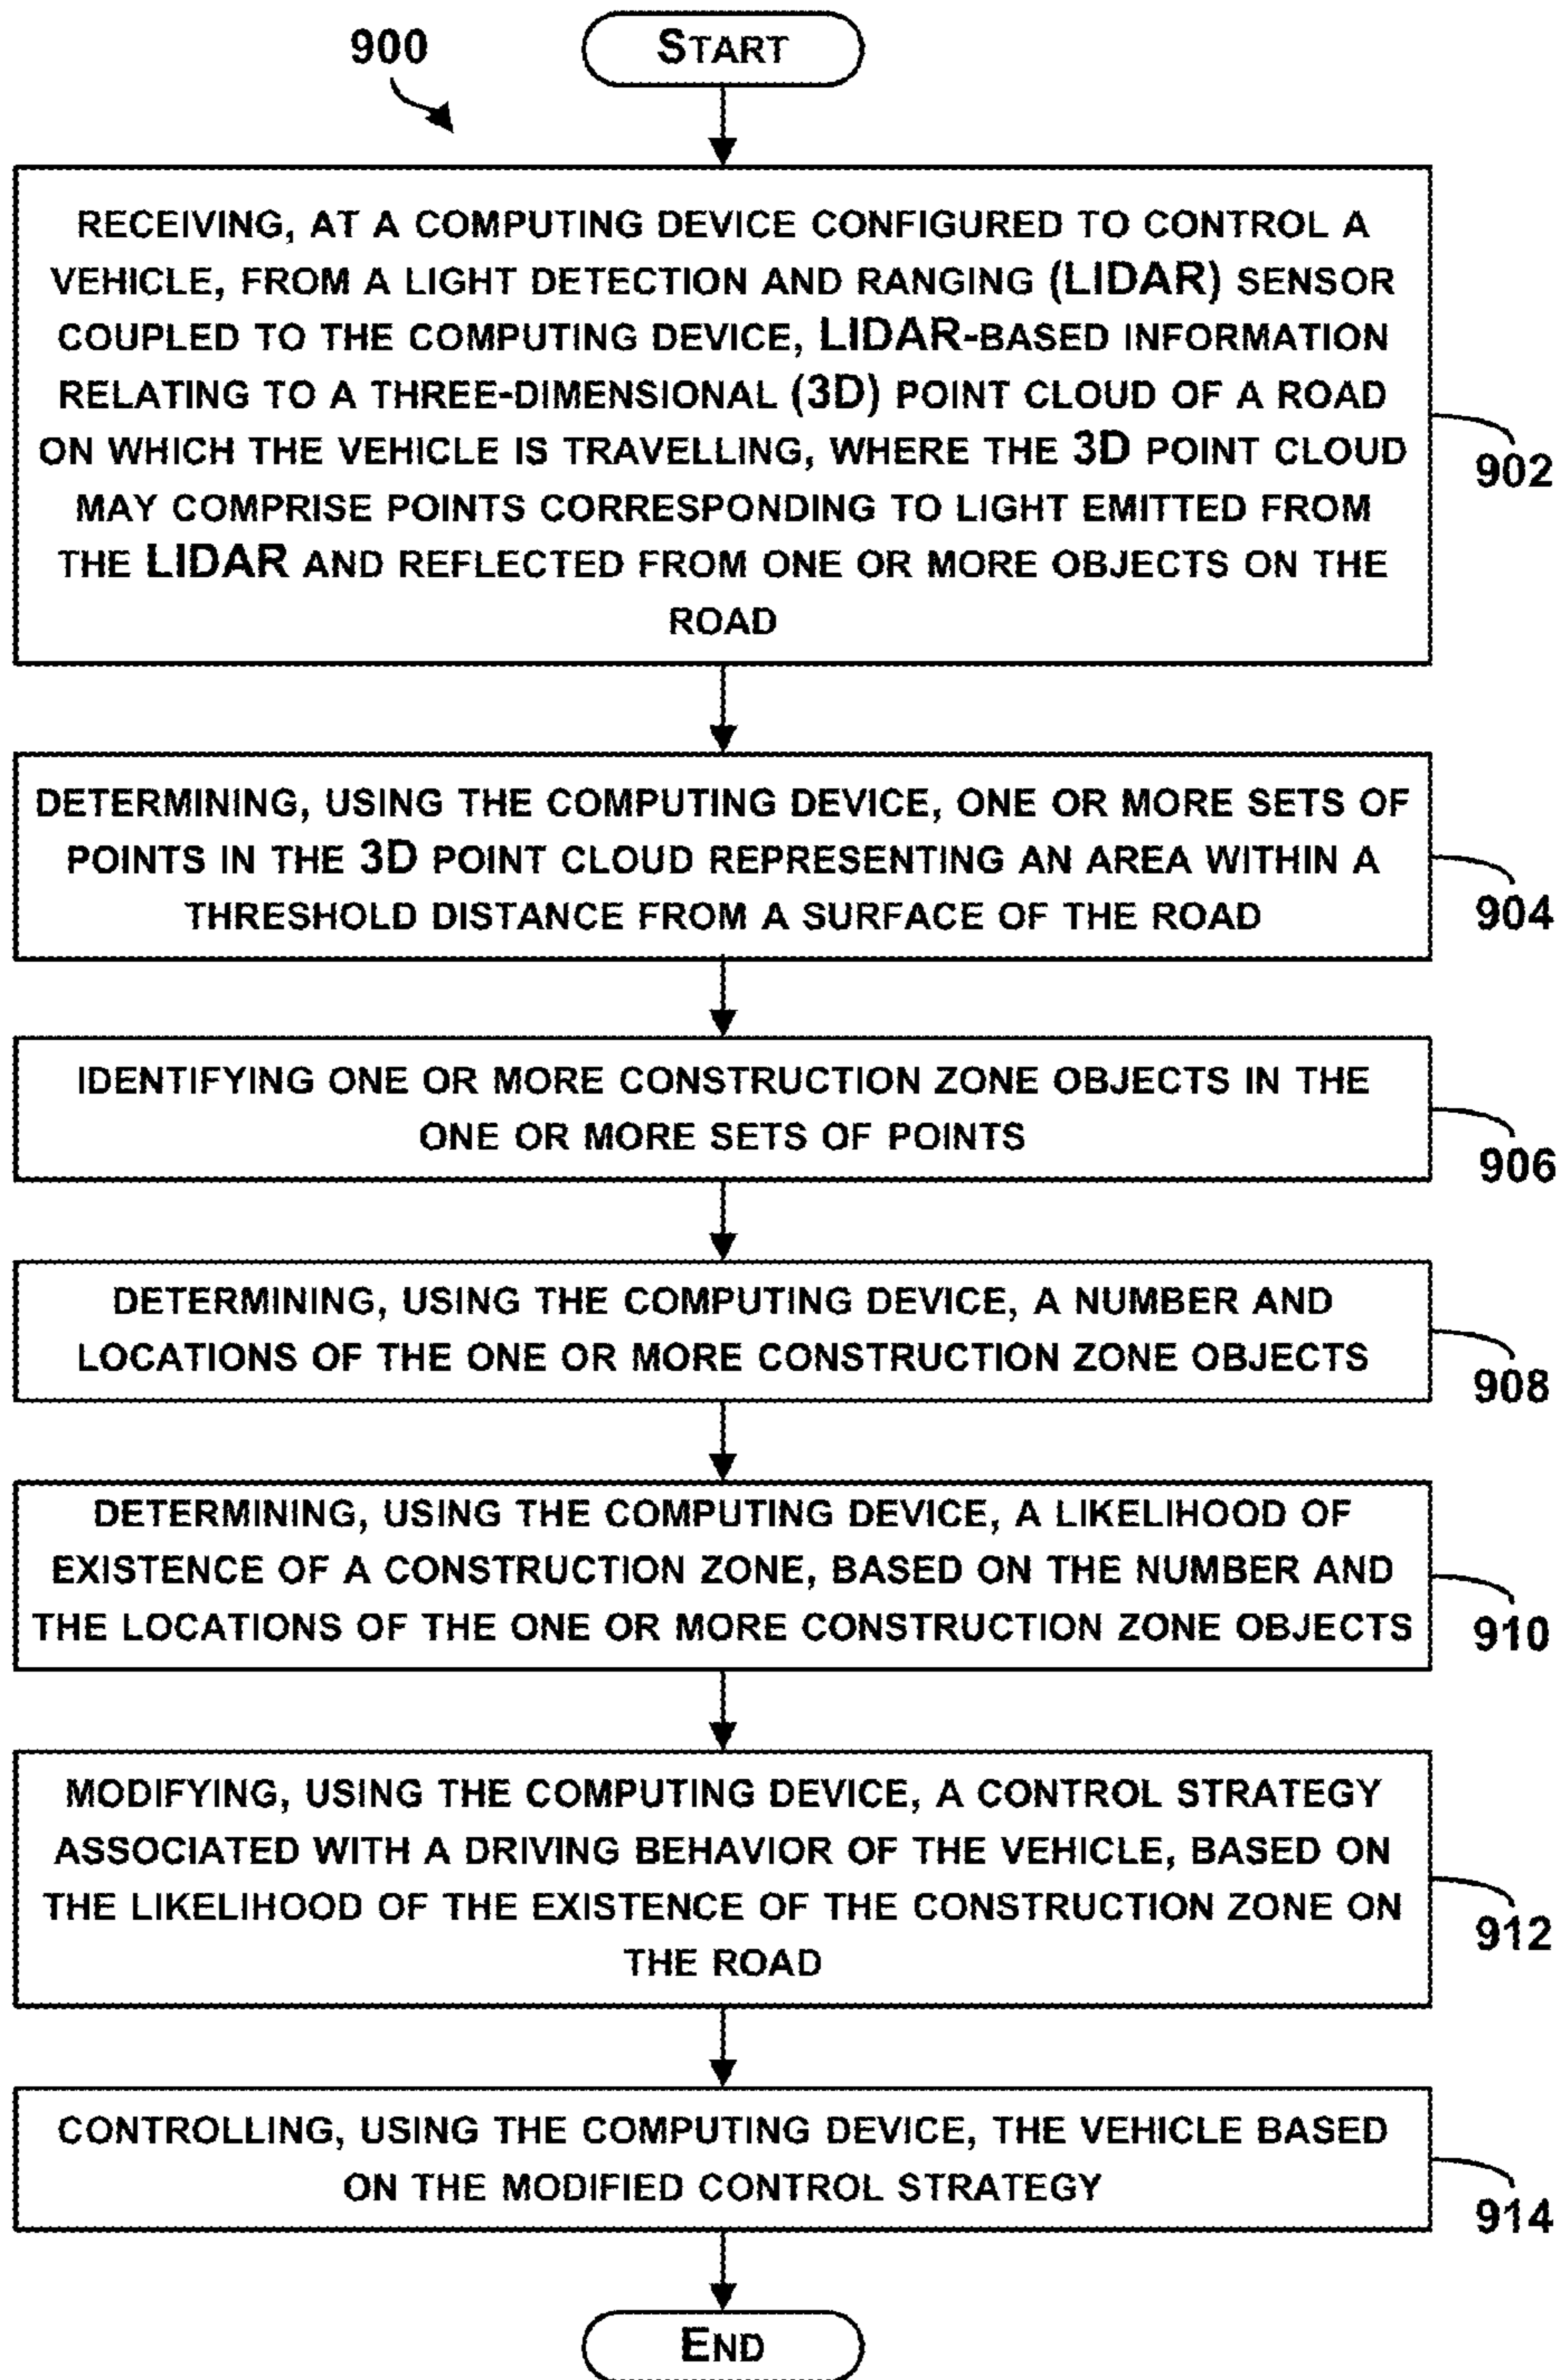 900
START
RECEIVING, AT A COMPUTING DEVICE CONFIGURED TO CONTROL A
VEHICLE, FROM A LIGHT DETECTION AND RANGING (LIDAR) SENSOR
COUPLED TO THE COMPUTING DEVICE, LIDAR-BASED INFORMATION
RELATING TO A THREE-DIMENSIONAL (3D) POINT CLOUD OF A ROAD
ON WHICH THE VEHICLE IS TRAVELLING, WHERE THE 3D POINT CLOUD
MAY COMPRISE POINTS CORRESPONDING TO LIGHT EMITTED FROM
THE LIDAR AND REFLECTED FROM ONE OR MORE OBJECTS ON THE
ROAD
902
DETERMINING, USING THE COMPUTING DEVICE, ONE OR MORE SETS OF
POINTS IN THE 3D POINT CLOUD REPRESENTING AN AREA WITHIN A
THRESHOLD DISTANCE FROM A SURFACE OF THE ROAD
904
IDENTIFYING ONE OR MORE CONSTRUCTION ZONE OBJECTS IN THE
ONE OR MORE SETS OF POINTS
906
DETERMINING, USING THE COMPUTING DEVICE, A NUMBER AND
LOCATIONS OF THE ONE OR MORE CONSTRUCTION ZONE OBJECTS
908
DETERMINING, USING THE COMPUTING DEVICE, A LIKELIHOOD OF
EXISTENCE OF A CONSTRUCTION ZONE, BASED ON THE NUMBER AND
THE LOCATIONS OF THE ONE OR MORE CONSTRUCTION ZONE OBJECTS
910
MODIFYING, USING THE COMPUTING DEVICE, A CONTROL STRATEGY
ASSOCIATED WITH A DRIVING BEHAVIOR OF THE VEHICLE, BASED ON
THE LIKELIHOOD OF THE EXISTENCE OF THE CONSTRUCTION ZONE ON
THE ROAD
912
CONTROLLING, USING THE COMPUTING DEVICE, THE VEHICLE BASED
ON THE MODIFIED CONTROL STRATEGY
914
END